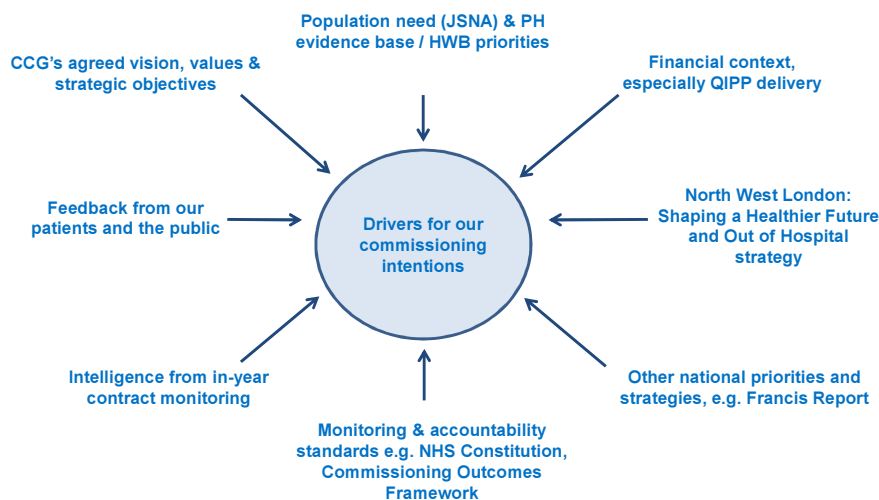 Population need (JSNA) & PH
evidence base / HWB priorities
CCG's agreed vision, values &
strategic objectives
Financial context,
especially QIPP delivery
Feedback from our
patients and the public
Drivers for our
commissioning
intentions
North West London:
Shaping a Healthier Future
and Out of Hospital
strategy
Intelligence from in-year
contract monitoring
Other national priorities and
strategies, e.g. Francis Report
Monitoring & accountability
standards e.g. NHS Constitution,
Commissioning Outcomes
Framework